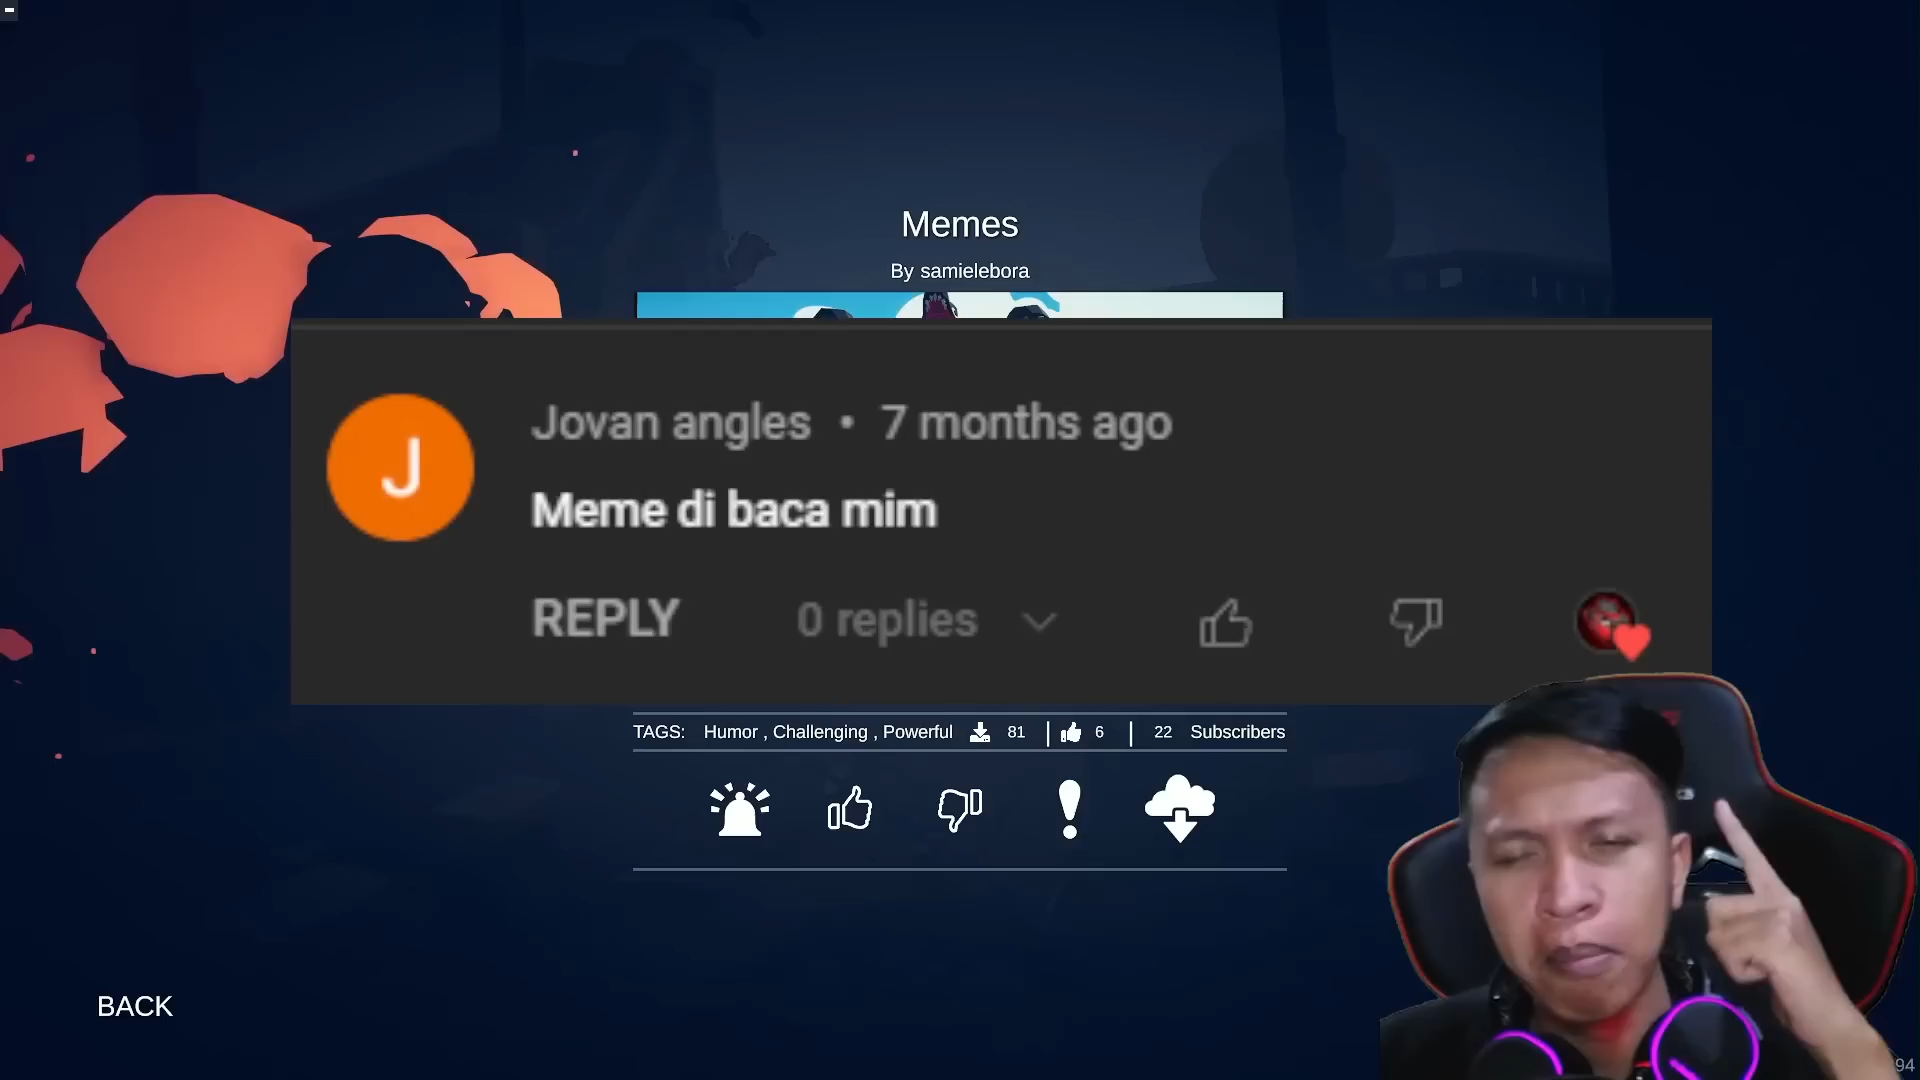 Memes
By samielebora
J
Jovan angles • 7 months ago
Meme di baca mim
REPLY 0 replies
TAGS: Humor , Challenging , Powerful 81 | 6 | 22 Subscribers
BACK
94